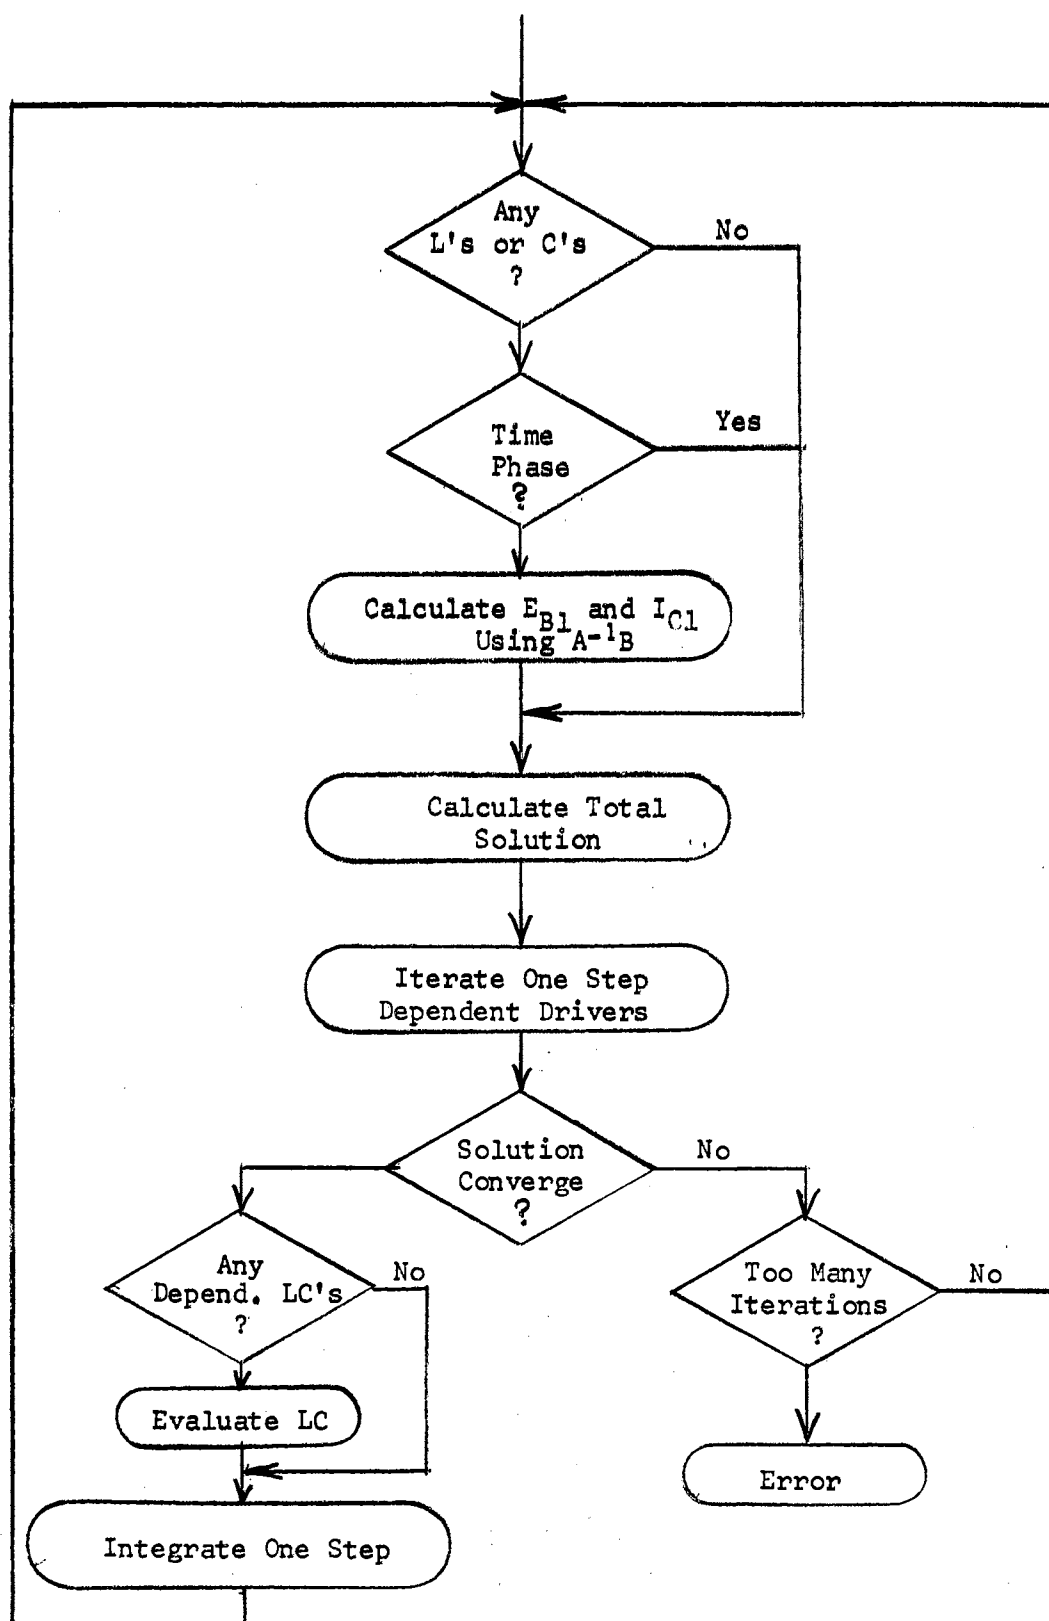 Any
L's or C's
?
No
Time
Phase
?
Yes
Calculate E_B1 and I_C1
Using A-¹B
Calculate Total
Solution
Iterate One Step
Dependent Drivers
Solution
Converge
?
No
Any
Depend. LC's
?
No
Too Many
Iterations
?
No
Evaluate LC
Error
Integrate One Step